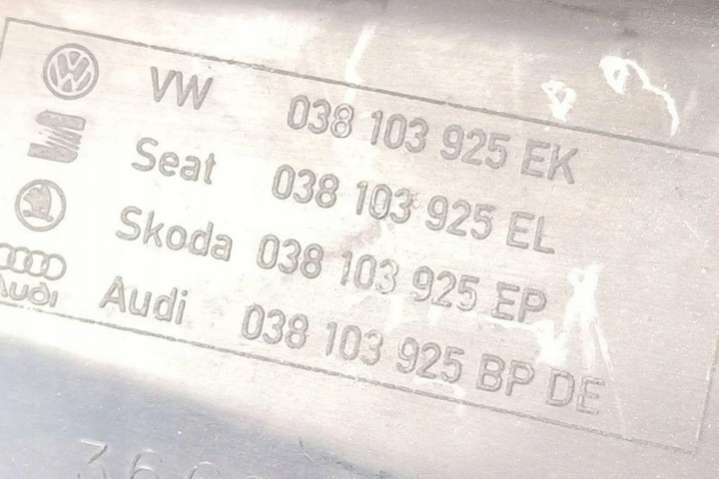 VW 038 103 925 EK
Seat 038 103 925 EL
Skoda 038 103 925 EP
Audi Audi 038 103 925 BP DE